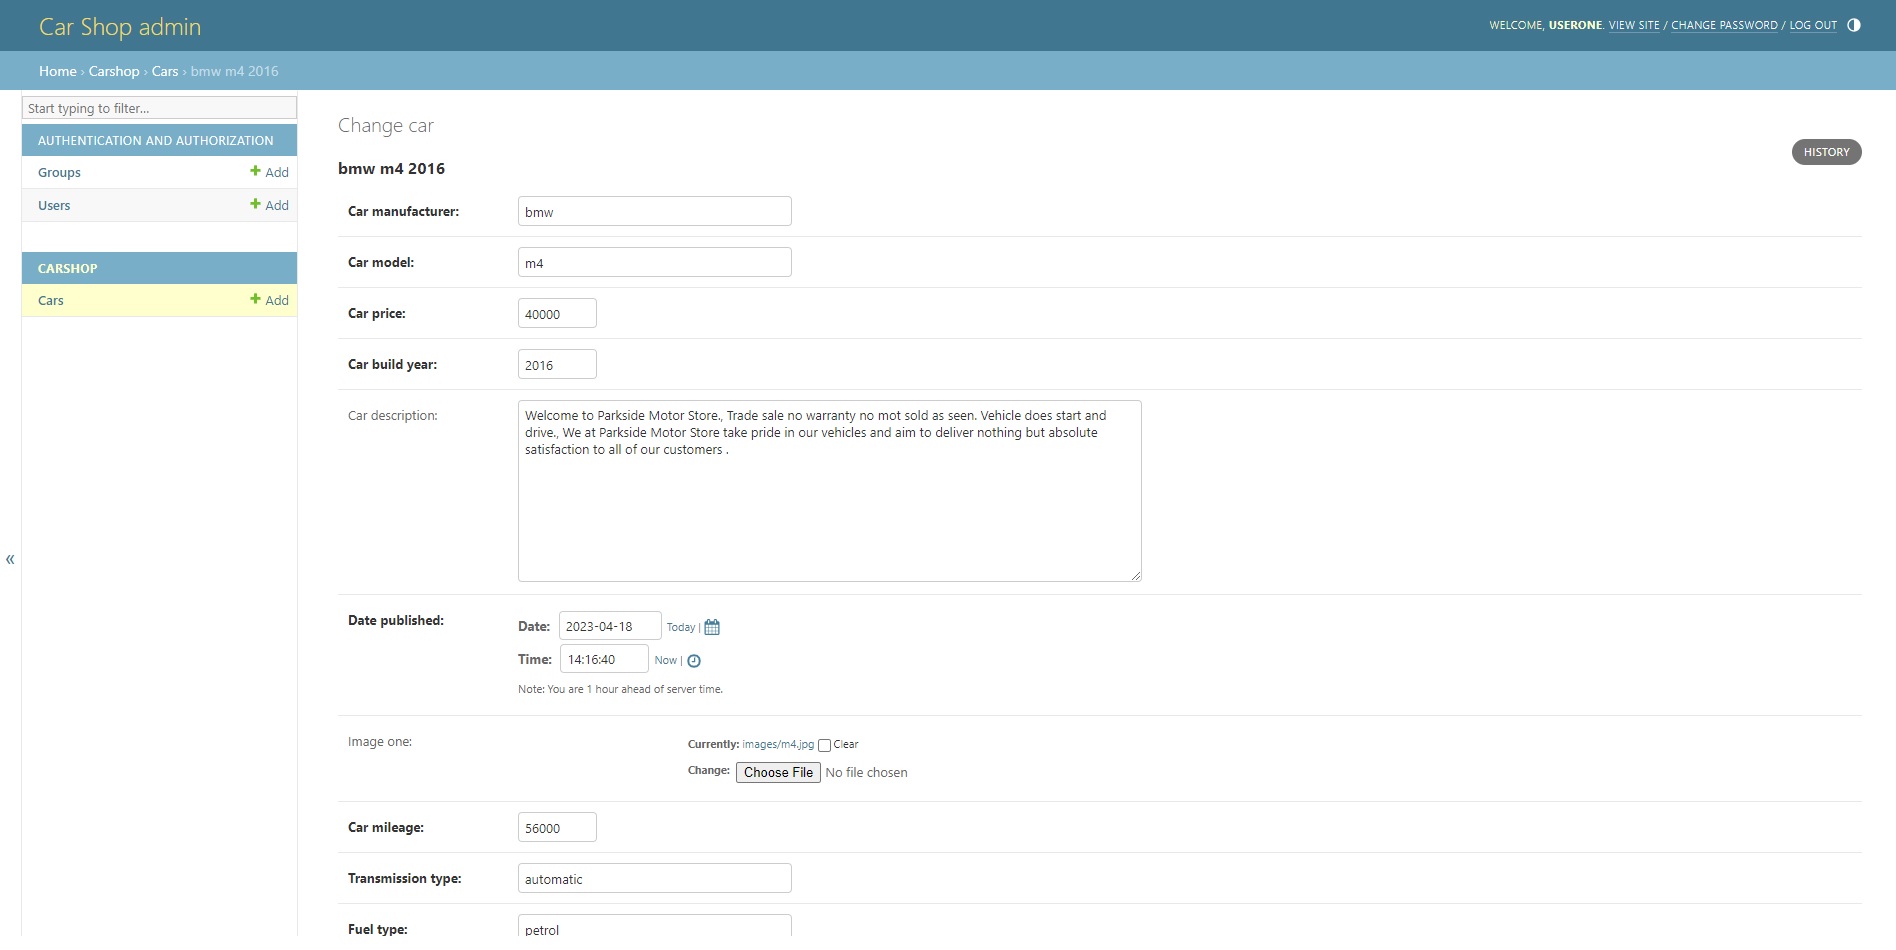 Car Shop admin
WELCOME, USERONE. VIEW SITE / CHANGE PASSWORD / LOG OUT
Home › Carshop › Cars › bmw m4 2016
Start typing to filter...
AUTHENTICATION AND AUTHORIZATION
Groups + Add
Users + Add
CARSHOP
Cars + Add
«
Change car
HISTORY
bmw m4 2016
Car manufacturer: bmw
Car model: m4
Car price: 40000
Car build year: 2016
Car description: Welcome to Parkside Motor Store., Trade sale no warranty no mot sold as seen. Vehicle does start and
drive., We at Parkside Motor Store take pride in our vehicles and aim to deliver nothing but absolute
satisfaction to all of our customers .
Date published:
Date: 2023-04-18 Today |
Time: 14:16:40 Now |
Note: You are 1 hour ahead of server time.
Image one:
Currently: images/m4.jpg Clear
Change: Choose File No file chosen
Car mileage: 56000
Transmission type: automatic
Fuel type: petrol